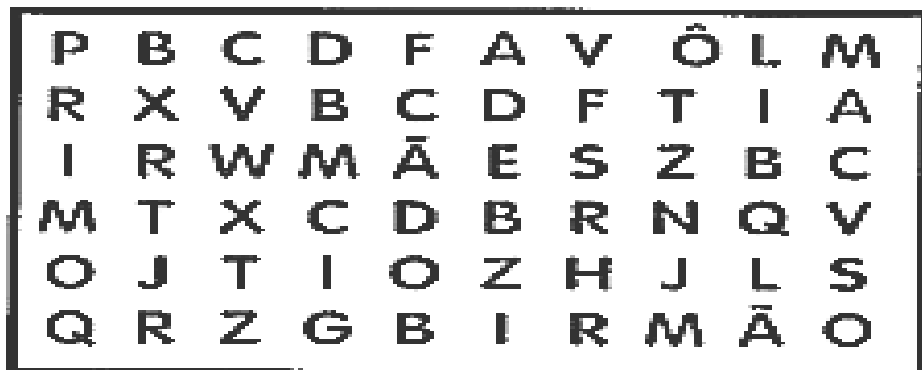 P B C D F A V Ô L M
R X V B C D F T I A
I R W M Ã E S Z B C
M T X C D B R N Q V
O J T I O Z H J L S
Q R Z G B I R M Ã O